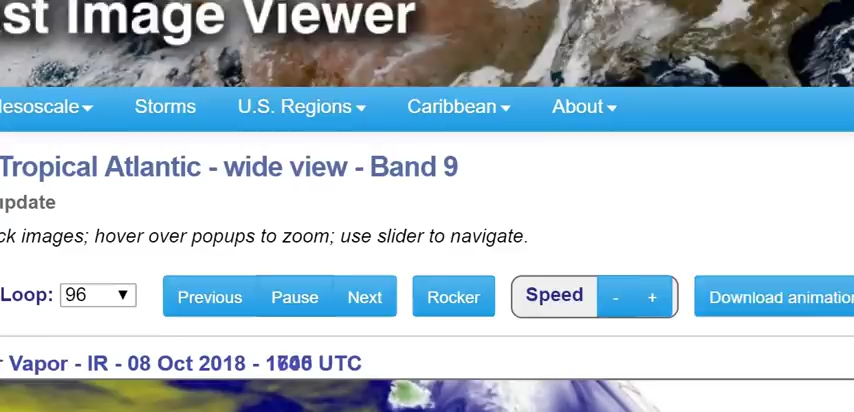 st Image Viewer
esoscale Storms U.S. Regions Caribbean About
Tropical Atlantic - wide view - Band 9
update
ck images; hover over popups to zoom; use slider to navigate.
Loop: 96 Previous Pause Next Rocker Speed - + Download animation
r Vapor - IR - 08 Oct 2018 - UTC